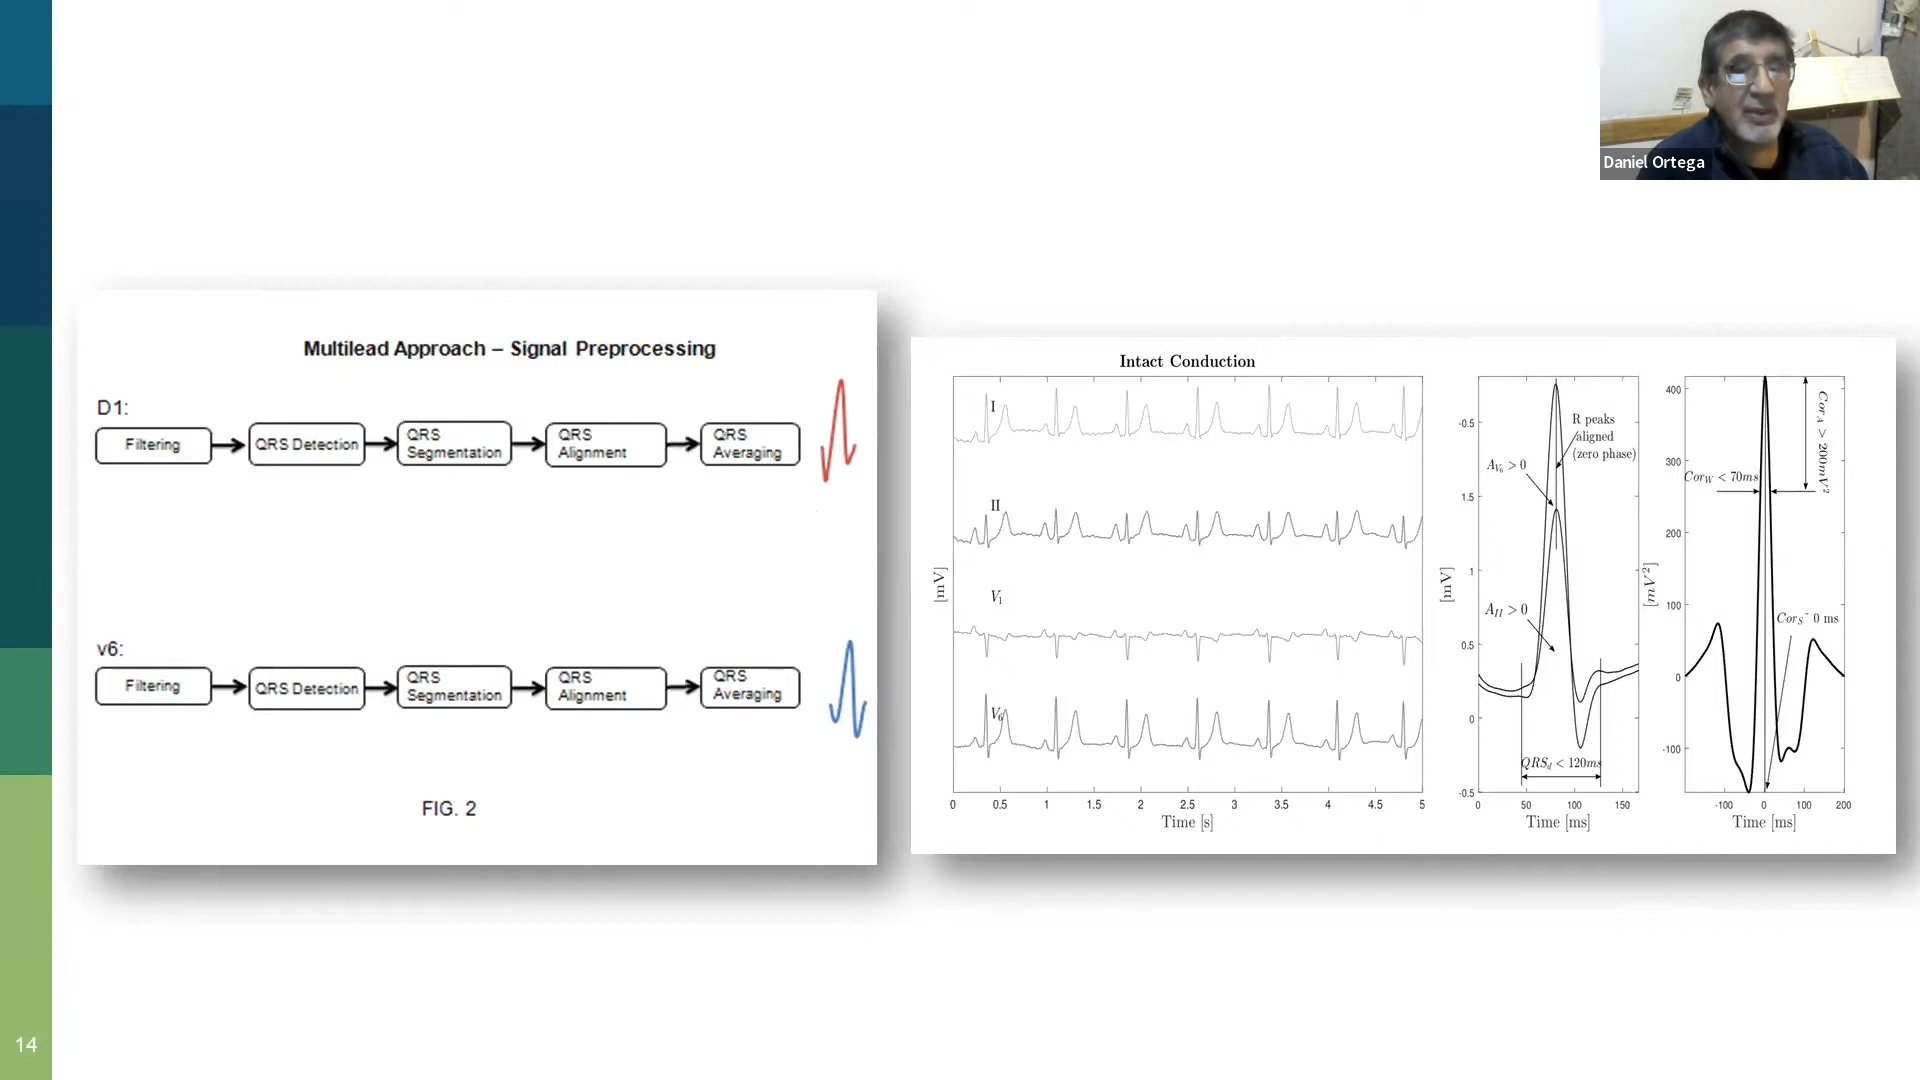 Daniel Ortega
Multilead Approach – Signal Preprocessing
D1:
Filtering
QRS Detection
QRS
Segmentation
QRS
Alignment
QRS
Averaging
v6:
Filtering
QRS Detection
QRS
Segmentation
QRS
Alignment
QRS
Averaging
FIG. 2
Intact Conduction
I
II
V1
V6
[mV]
0 0.5 1 1.5 2 2.5 3 3.5 4 4.5 5
Time [s]
R peaks
aligned
(zero phase)
AV6 > 0
AII > 0
QRSd < 120ms
[mV]
-0.5
1.5
1
0.5
0
-0.5
0 50 100 150
Time [ms]
CorA > 200mV²
CorW < 70ms
CorS ~ 0 ms
[mV²]
400
300
200
100
0
-100
-100 0 100 200
Time [ms]
14